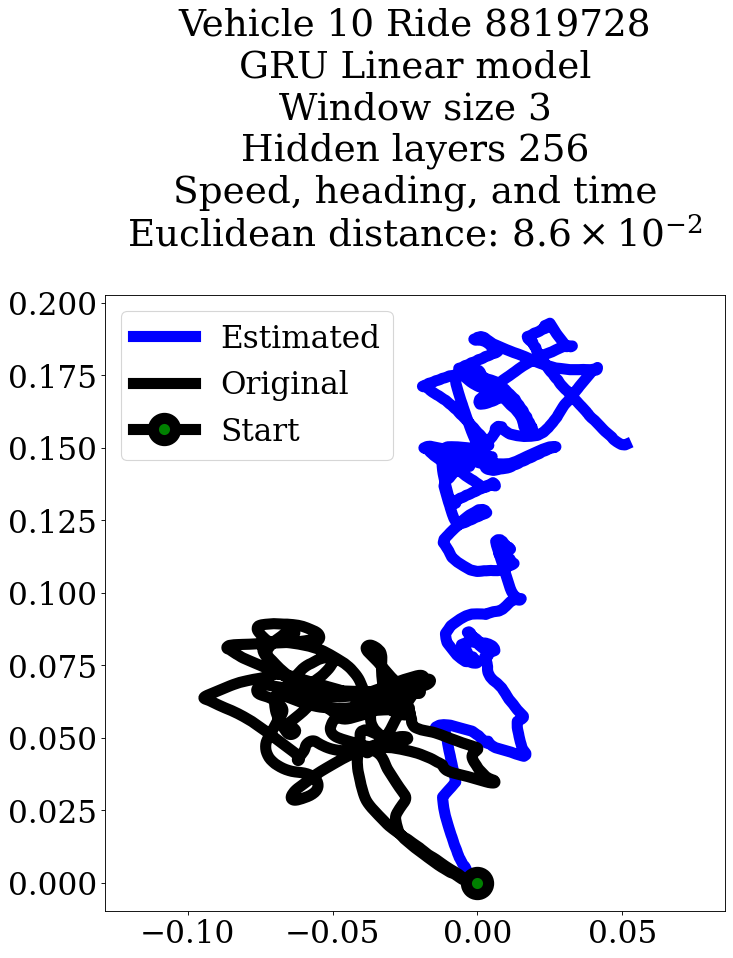 Vehicle 10 Ride 8819728
GRU Linear model
Window size 3
Hidden layers 256
Speed, heading, and time
Euclidean distance: 8.6 × 10⁻²
Estimated
Original
Start
0.200
0.175
0.150
0.125
0.100
0.075
0.050
0.025
0.000
−0.10 −0.05 0.00 0.05